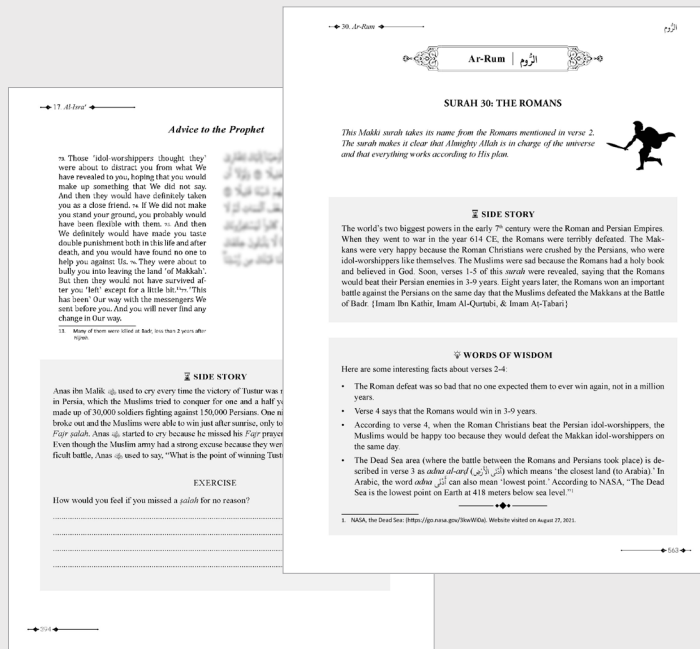 17. Al-Isra'
Advice to the Prophet
73. Those 'idol-worshippers thought they'
were about to distract you from what We
have revealed to you, hoping that you would
make up something that We did not say.
And then they would have definitely taken
you as a close friend. 74. If We did not make
you stand your ground, you probably would
have been flexible with them. 75. And then
We definitely would have made you taste
double punishment both in this life and after
death, and you would have found no one to
help you against Us. 76. They were about to
bully you into leaving the land 'of Makkah'.
But then they would not have survived af-
ter you 'left' except for a little bit.¹³ 77. 'This
has been' Our way with the messengers We
sent before you. And you will never find any
change in Our way.
13. Many of them were killed at Badr, less than 2 years after
Hijrah.
SIDE STORY
Anas ibn Malik used to cry every time the victory of Tustur was
in Persia, which the Muslims tried to conquer for one and a half
made up of 30,000 soldiers fighting against 150,000 Persians. One
broke out and the Muslims were able to win just after sunrise, only to
Fajr ṣalah. Anas started to cry because he missed his Fajr prayer
Even though the Muslim army had a strong excuse because they were
ficult battle, Anas used to say, "What is the point of winning
EXERCISE
How would you feel if you missed a ṣalah for no reason?
294
30. Ar-Rum
الرُّوم
Ar-Rum | الرُّوم
SURAH 30: THE ROMANS
This Makki surah takes its name from the Romans mentioned in verse 2.
The surah makes it clear that Almighty Allah is in charge of the universe
and that everything works according to His plan.
SIDE STORY
The world's two biggest powers in the early 7th century were the Roman and Persian Empires.
When they went to war in the year 614 CE, the Romans were terribly defeated. The Mak-
kans were very happy because the Roman Christians were crushed by the Persians, who were
idol-worshippers like themselves. The Muslims were sad because the Romans had a holy book
and believed in God. Soon, verses 1-5 of this surah were revealed, saying that the Romans
would beat their Persian enemies in 3-9 years. Eight years later, the Romans won an important
battle against the Persians on the same day that the Muslims defeated the Makkans at the Battle
of Badr. {Imam Ibn Kathir, Imam Al-Qurṭubi, & Imam Aṭ-Tabari}
WORDS OF WISDOM
Here are some interesting facts about verses 2-4:
• The Roman defeat was so bad that no one expected them to ever win again, not in a million
years.
• Verse 4 says that the Romans would win in 3-9 years.
• According to verse 4, when the Roman Christians beat the Persian idol-worshippers, the
Muslims would be happy too because they would defeat the Makkan idol-worshippers on
the same day.
• The Dead Sea area (where the battle between the Romans and Persians took place) is de-
scribed in verse 3 as adna al-arḍ (أَدْنَى الْأَرْضِ) which means 'the closest land (to Arabia).' In
Arabic, the word adna أَدْنَى can also mean 'lowest point.' According to NASA, "The Dead
Sea is the lowest point on Earth at 418 meters below sea level."¹
1. NASA, the Dead Sea: (https://go.nasa.gov/3kwWiDa). Website visited on August 27, 2021.
563